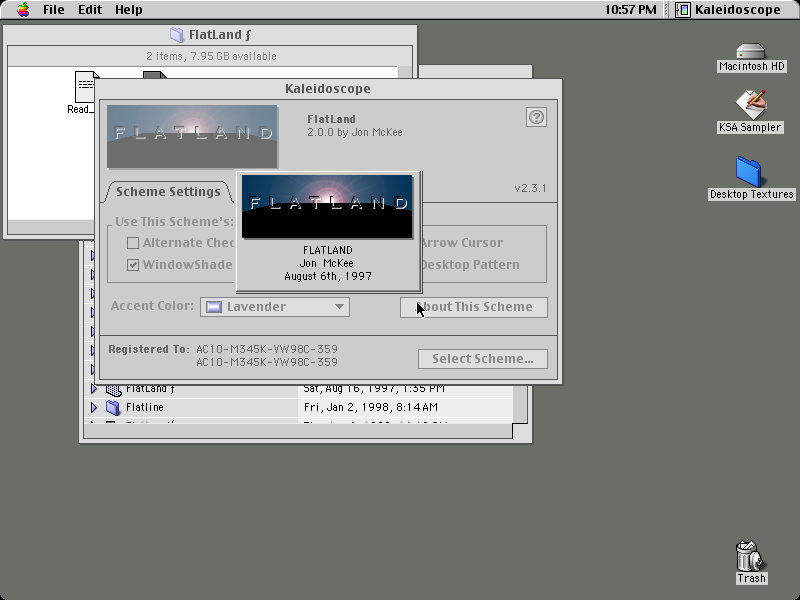 File Edit Help
10:57 PM
Kaleidoscope
FlatLand ƒ
2 items, 7.95 GB available
Read_
Kaleidoscope
FLATLAND
FlatLand
2.0.0 by Jon McKee
?
v2.3.1
Scheme Settings
Use This Scheme's:
Alternate Chec
Arrow Cursor
WindowShade
Desktop Pattern
FLATLAND
FLATLAND
Jon McKee
August 6th, 1997
Accent Color:
Lavender
About This Scheme
Registered To:
AC10-M345K-VW98C-359
AC10-M345K-VW98C-359
Select Scheme...
FlatLand ƒ
Sat, Aug 16, 1997, 1:35 PM
Flatline
Fri, Jan 2, 1998, 8:14 AM
Macintosh HD
KSA Sampler
Desktop Textures
Trash